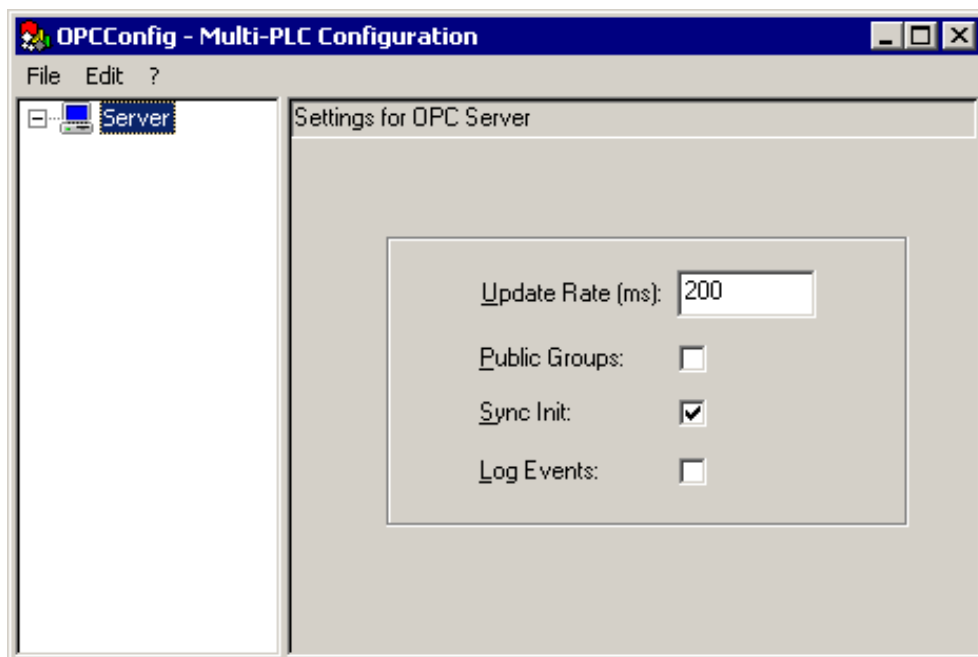 OPCConfig - Multi-PLC Configuration
File Edit ?
Server
Settings for OPC Server
Update Rate (ms): 200
Public Groups:
Sync Init:
Log Events: